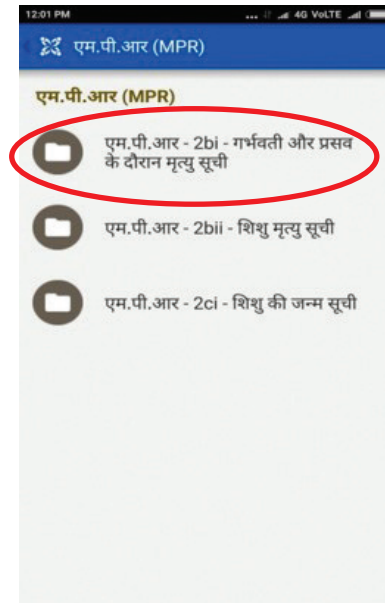 12:01 PM ... 4G VoLTE
एम.पी.आर (MPR)
एम.पी.आर (MPR)
एम.पी.आर - 2bi - गर्भवती और प्रसव
के दौरान मृत्यु सूची
एम.पी.आर - 2bii - शिशु मृत्यु सूची
एम.पी.आर - 2ci - शिशु की जन्म सूची